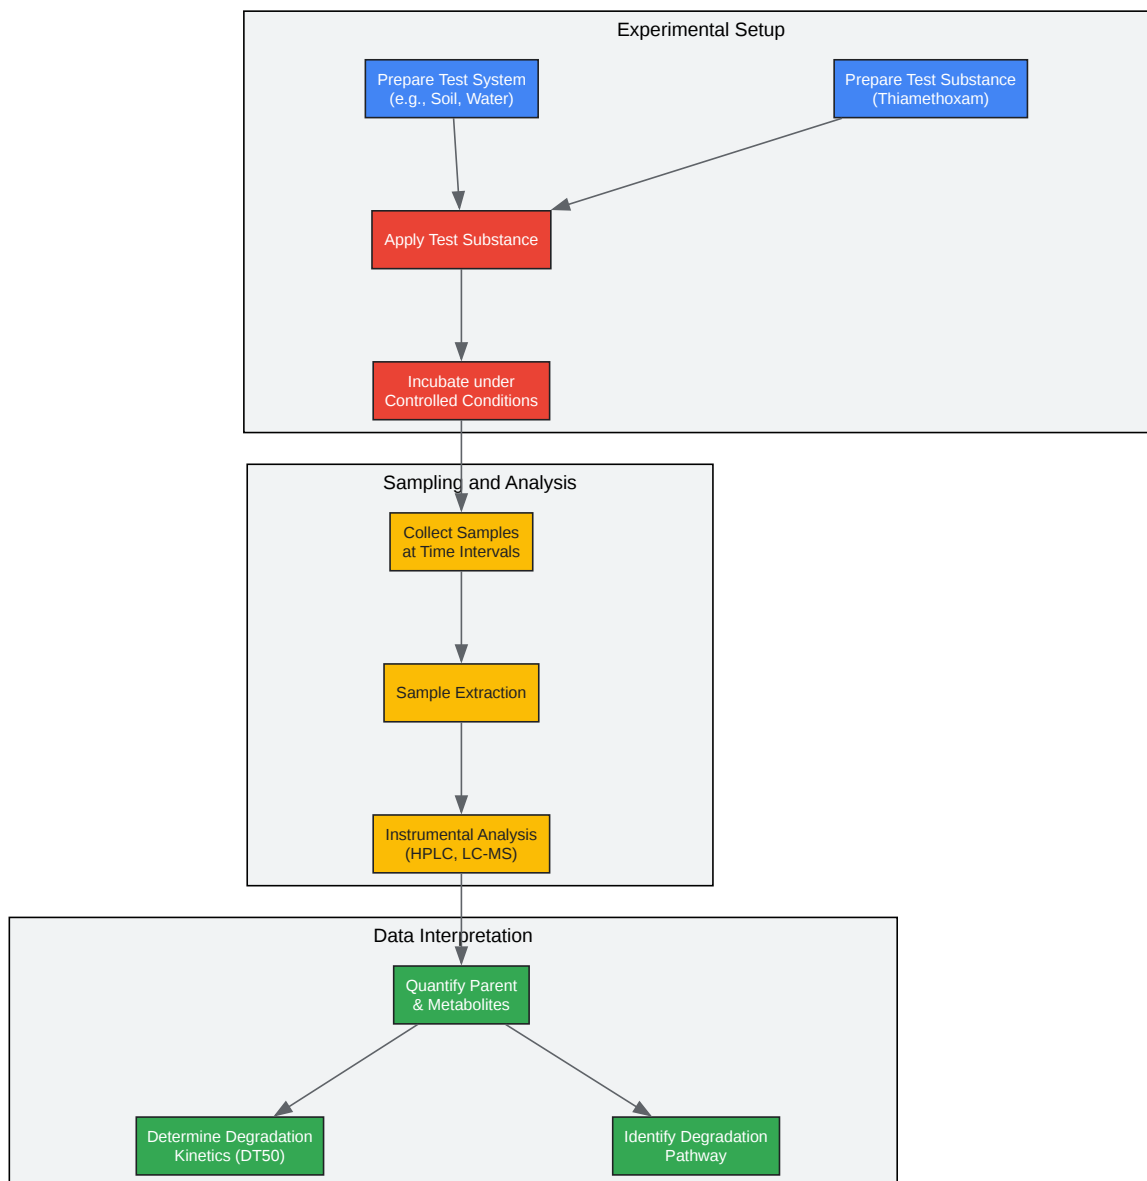 Experimental Setup
Prepare Test System
(e.g., Soil, Water)
Prepare Test Substance
(Thiamethoxam)
Apply Test Substance
Incubate under
Controlled Conditions
Sampling and Analysis
Collect Samples
at Time Intervals
Sample Extraction
Instrumental Analysis
(HPLC, LC-MS)
Data Interpretation
Quantify Parent
& Metabolites
Determine Degradation
Kinetics (DT50)
Identify Degradation
Pathway